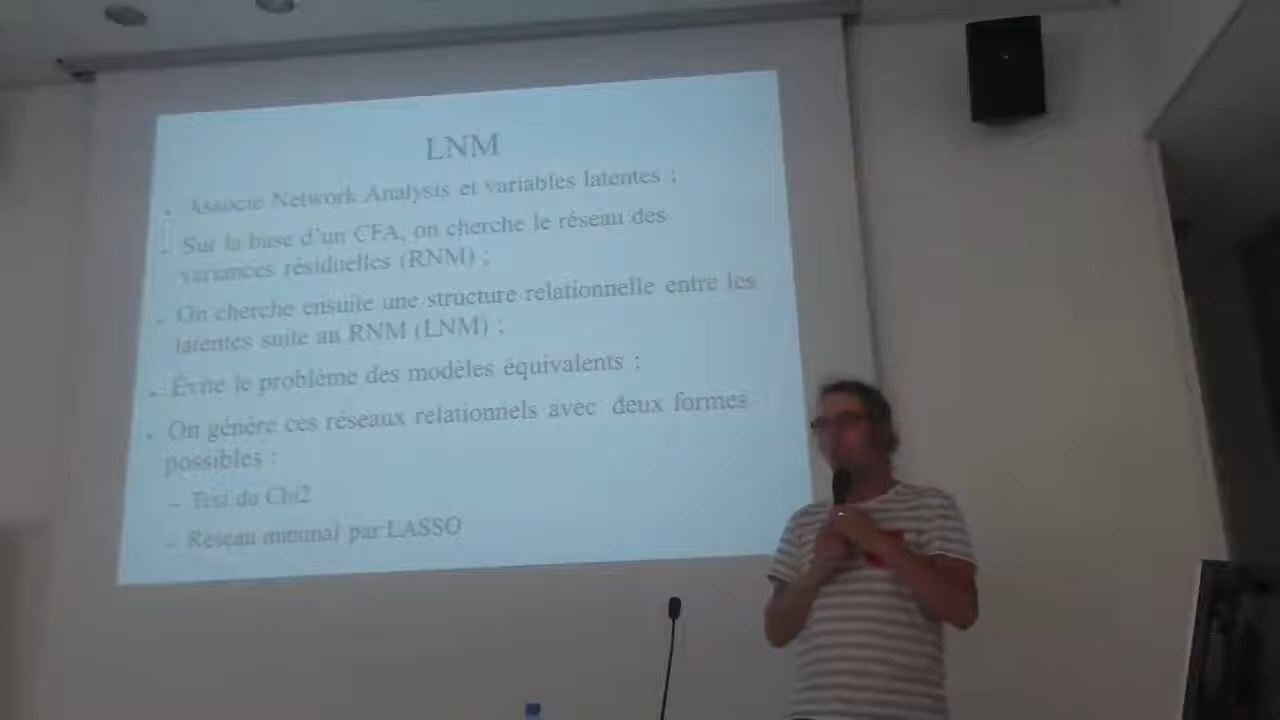 LNM
Associe Network Analysis et variables latentes ;
Sur la base d'un CFA, on cherche le réseau des
variances résiduelles (RNM) ;
On cherche ensuite une structure relationnelle entre les
latentes suite au RNM (LNM) ;
Evite le problème des modèles équivalents ;
On génère ces réseaux relationnels avec deux formes
possibles :
– Test du Chi2
– Réseau minimal par LASSO